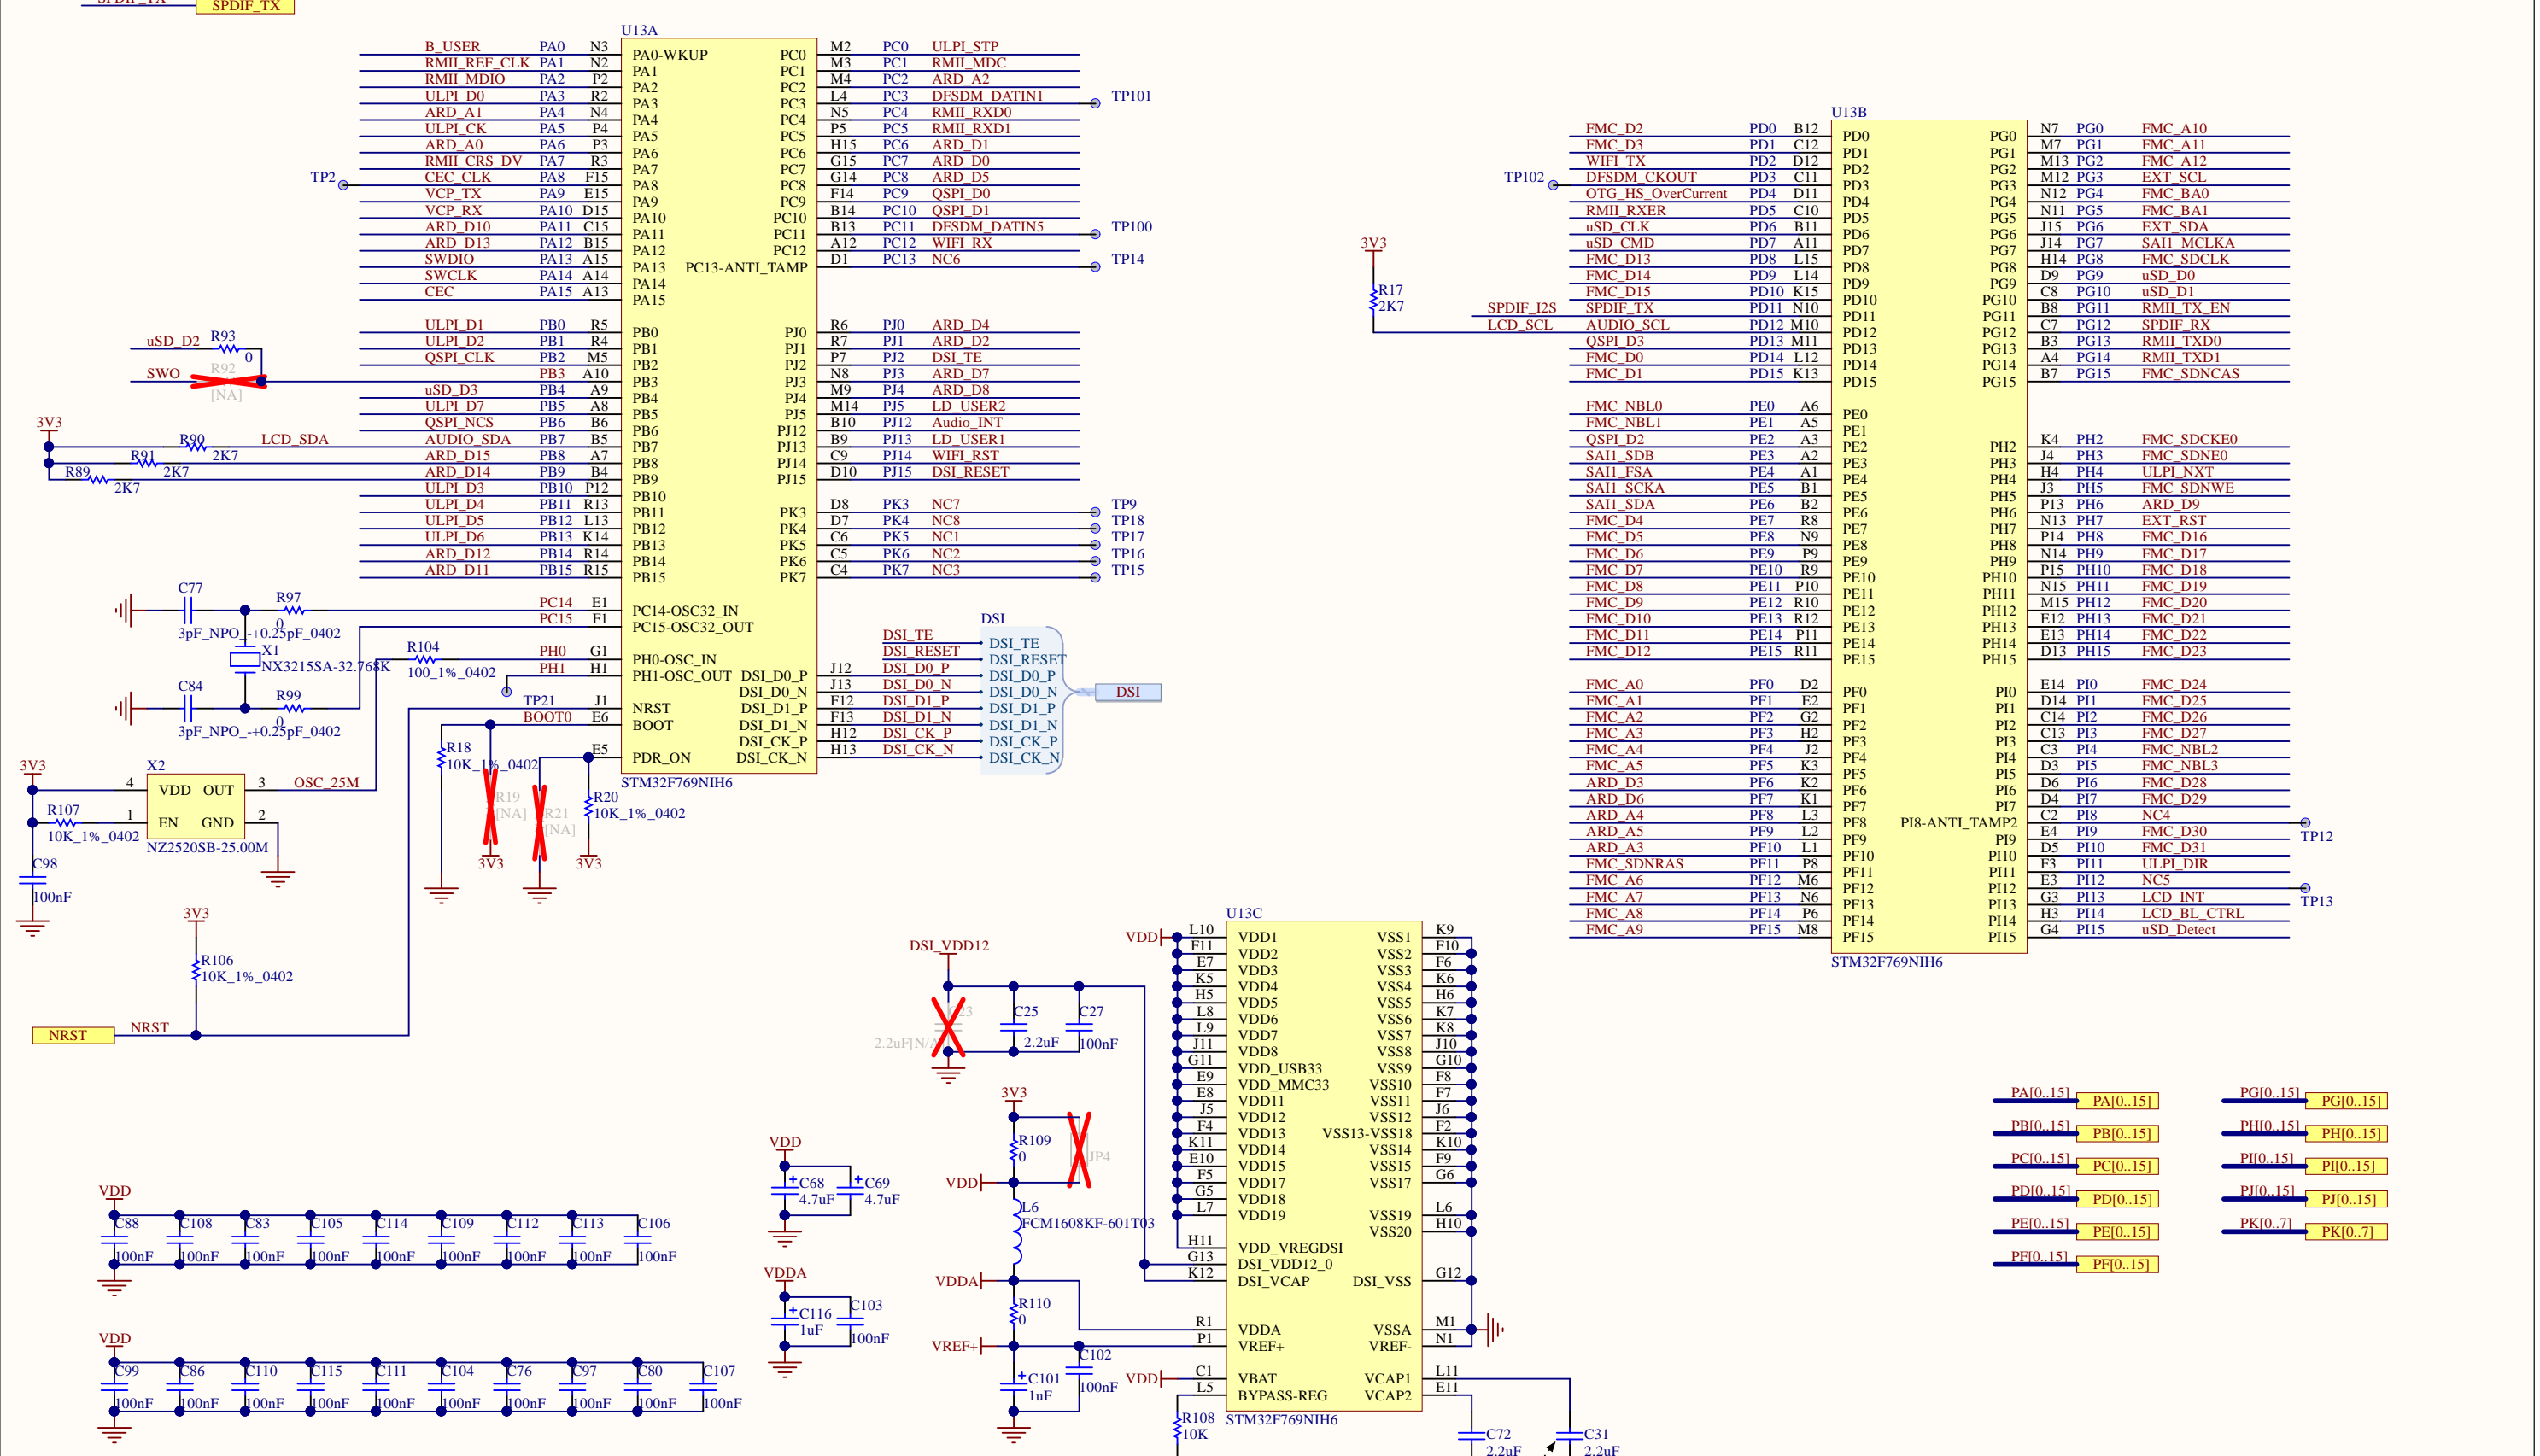 SPDIF_TX SPDIF_TX
U13A
B_USER PA0 N3 PA0-WKUP PC0 M2 PC0 ULPI_STP
RMII_REF_CLK PA1 N2 PA1 PC1 M3 PC1 RMII_MDC
RMII_MDIO PA2 P2 PA2 PC2 M4 PC2 ARD_A2
ULPI_D0 PA3 R2 PA3 PC3 L4 PC3 DFSDM_DATIN1 TP101
ARD_A1 PA4 N4 PA4 PC4 N5 PC4 RMII_RXD0
ULPI_CK PA5 P4 PA5 PC5 P5 PC5 RMII_RXD1
ARD_A0 PA6 P3 PA6 PC6 H15 PC6 ARD_D1
RMII_CRS_DV PA7 R3 PA7 PC7 G15 PC7 ARD_D0
TP2 CEC_CLK PA8 F15 PA8 PC8 G14 PC8 ARD_D5
VCP_TX PA9 E15 PA9 PC9 F14 PC9 QSPI_D0
VCP_RX PA10 D15 PA10 PC10 B14 PC10 QSPI_D1
ARD_D10 PA11 C15 PA11 PC11 B13 PC11 DFSDM_DATIN5 TP100
ARD_D13 PA12 B15 PA12 PC12 A12 PC12 WIFI_RX
SWDIO PA13 A15 PA13 PC13-ANTI_TAMP D1 PC13 NC6 TP14
SWCLK PA14 A14 PA14
CEC PA15 A13 PA15
ULPI_D1 PB0 R5 PB0 PJ0 R6 PJ0 ARD_D4
ULPI_D2 PB1 R4 PB1 PJ1 R7 PJ1 ARD_D2
QSPI_CLK PB2 M5 PB2 PJ2 P7 PJ2 DSI_TE
PB3 A10 PB3 PJ3 N8 PJ3 ARD_D7
uSD_D3 PB4 A9 PB4 PJ4 M9 PJ4 ARD_D8
ULPI_D7 PB5 A8 PB5 PJ5 M14 PJ5 LD_USER2
QSPI_NCS PB6 B6 PB6 PJ12 B10 PJ12 Audio_INT
LCD_SDA AUDIO_SDA PB7 B5 PB7 PJ13 B9 PJ13 LD_USER1
ARD_D15 PB8 A7 PB8 PJ14 C9 PJ14 WIFI_RST
ARD_D14 PB9 B4 PB9 PJ15 D10 PJ15 DSI_RESET
ULPI_D3 PB10 P12 PB10
ULPI_D4 PB11 R13 PB11 PK3 D8 PK3 NC7 TP9
ULPI_D5 PB12 L13 PB12 PK4 D7 PK4 NC8 TP18
ULPI_D6 PB13 K14 PB13 PK5 C6 PK5 NC1 TP17
ARD_D12 PB14 R14 PB14 PK6 C5 PK6 NC2 TP16
ARD_D11 PB15 R15 PB15 PK7 C4 PK7 NC3 TP15
uSD_D2 R93
0
SWO R92
[NA]
3V3
R90
2K7
R91
2K7
R89
2K7
PC14 E1 PC14-OSC32_IN
PC15 F1 PC15-OSC32_OUT
PH0 G1 PH0-OSC_IN
PH1 H1 PH1-OSC_OUT DSI_D0_P J12 DSI_D0_P
DSI_D0_N J13 DSI_D0_N
TP21 J1 NRST DSI_D1_P F12 DSI_D1_P
BOOT0 E6 BOOT DSI_D1_N F13 DSI_D1_N
DSI_CK_P H12 DSI_CK_P
E5 PDR_ON DSI_CK_N H13 DSI_CK_N
STM32F769NIH6
DSI
DSI_TE DSI_TE
DSI_RESET DSI_RESET
DSI_D0_P
DSI_D0_N DSI
DSI_D1_P
DSI_D1_N
DSI_CK_P
DSI_CK_N
C77 R97
0
3pF_NPO_-+0.25pF_0402
X1
NX3215SA-32.768K
C84 R99
0
3pF_NPO_-+0.25pF_0402
R104
100_1%_0402
R18
10K_1%_0402
R19
[NA]
3V3
R21
[NA]
R20
10K_1%_0402
3V3
3V3 X2
4 VDD OUT 3 OSC_25M
R107 1 EN GND 2
10K_1%_0402
NZ2520SB-25.00M
C98
100nF
3V3
R106
10K_1%_0402
NRST NRST
U13B
FMC_D2 PD0 B12 PD0 PG0 N7 PG0 FMC_A10
FMC_D3 PD1 C12 PD1 PG1 M7 PG1 FMC_A11
WIFI_TX PD2 D12 PD2 PG2 M13 PG2 FMC_A12
TP102 DFSDM_CKOUT PD3 C11 PD3 PG3 M12 PG3 EXT_SCL
OTG_HS_OverCurrent PD4 D11 PD4 PG4 N12 PG4 FMC_BA0
RMII_RXER PD5 C10 PD5 PG5 N11 PG5 FMC_BA1
uSD_CLK PD6 B11 PD6 PG6 J15 PG6 EXT_SDA
uSD_CMD PD7 A11 PD7 PG7 J14 PG7 SAI1_MCLKA
FMC_D13 PD8 L15 PD8 PG8 H14 PG8 FMC_SDCLK
FMC_D14 PD9 L14 PD9 PG9 D9 PG9 uSD_D0
FMC_D15 PD10 K15 PD10 PG10 C8 PG10 uSD_D1
SPDIF_I2S SPDIF_TX PD11 N10 PD11 PG11 B8 PG11 RMII_TX_EN
LCD_SCL AUDIO_SCL PD12 M10 PD12 PG12 C7 PG12 SPDIF_RX
QSPI_D3 PD13 M11 PD13 PG13 B3 PG13 RMII_TXD0
FMC_D0 PD14 L12 PD14 PG14 A4 PG14 RMII_TXD1
FMC_D1 PD15 K13 PD15 PG15 B7 PG15 FMC_SDNCAS
3V3
R17
2K7
FMC_NBL0 PE0 A6 PE0
FMC_NBL1 PE1 A5 PE1
QSPI_D2 PE2 A3 PE2 PH2 K4 PH2 FMC_SDCKE0
SAI1_SDB PE3 A2 PE3 PH3 J4 PH3 FMC_SDNE0
SAI1_FSA PE4 A1 PE4 PH4 H4 PH4 ULPI_NXT
SAI1_SCKA PE5 B1 PE5 PH5 J3 PH5 FMC_SDNWE
SAI1_SDA PE6 B2 PE6 PH6 P13 PH6 ARD_D9
FMC_D4 PE7 R8 PE7 PH7 N13 PH7 EXT_RST
FMC_D5 PE8 N9 PE8 PH8 P14 PH8 FMC_D16
FMC_D6 PE9 P9 PE9 PH9 N14 PH9 FMC_D17
FMC_D7 PE10 R9 PE10 PH10 P15 PH10 FMC_D18
FMC_D8 PE11 P10 PE11 PH11 N15 PH11 FMC_D19
FMC_D9 PE12 R10 PE12 PH12 M15 PH12 FMC_D20
FMC_D10 PE13 R12 PE13 PH13 E12 PH13 FMC_D21
FMC_D11 PE14 P11 PE14 PH14 E13 PH14 FMC_D22
FMC_D12 PE15 R11 PE15 PH15 D13 PH15 FMC_D23
FMC_A0 PF0 D2 PF0 PI0 E14 PI0 FMC_D24
FMC_A1 PF1 E2 PF1 PI1 D14 PI1 FMC_D25
FMC_A2 PF2 G2 PF2 PI2 C14 PI2 FMC_D26
FMC_A3 PF3 H2 PF3 PI3 C13 PI3 FMC_D27
FMC_A4 PF4 J2 PF4 PI4 C3 PI4 FMC_NBL2
FMC_A5 PF5 K3 PF5 PI5 D3 PI5 FMC_NBL3
ARD_D3 PF6 K2 PF6 PI6 D6 PI6 FMC_D28
ARD_D6 PF7 K1 PF7 PI7 D4 PI7 FMC_D29
ARD_A4 PF8 L3 PF8 PI8-ANTI_TAMP2 C2 PI8 NC4 TP12
ARD_A5 PF9 L2 PF9 PI9 E4 PI9 FMC_D30
ARD_A3 PF10 L1 PF10 PI10 D5 PI10 FMC_D31
FMC_SDNRAS PF11 P8 PF11 PI11 F3 PI11 ULPI_DIR
FMC_A6 PF12 M6 PF12 PI12 E3 PI12 NC5 TP13
FMC_A7 PF13 N6 PF13 PI13 G3 PI13 LCD_INT
FMC_A8 PF14 P6 PF14 PI14 H3 PI14 LCD_BL_CTRL
FMC_A9 PF15 M8 PF15 PI15 G4 PI15 uSD_Detect
STM32F769NIH6
U13C
VDD L10 VDD1 VSS1 K9
F11 VDD2 VSS2 F10
E7 VDD3 VSS3 F6
K5 VDD4 VSS4 K6
H5 VDD5 VSS5 H6
L8 VDD6 VSS6 K7
L9 VDD7 VSS7 K8
J11 VDD8 VSS8 J10
G11 VDD_USB33 VSS9 G10
E9 VDD_MMC33 VSS10 F8
E8 VDD11 VSS11 F7
J5 VDD12 VSS12 J6
F4 VDD13 VSS13-VSS18 F2
K11 VDD14 VSS14 K10
E10 VDD15 VSS15 F9
F5 VDD17 VSS17 G6
G5 VDD18
L7 VDD19 VSS19 L6
VSS20 H10
H11 VDD_VREGDSI
G13 DSI_VDD12_0
K12 DSI_VCAP DSI_VSS G12
R1 VDDA VSSA M1
P1 VREF+ VREF- N1
VDD C1 VBAT VCAP1 L11
L5 BYPASS-REG VCAP2 E11
STM32F769NIH6
R108
10K
C72
2.2uF
C31
2.2uF
DSI_VDD12
2.2uF[N/A]
C25
2.2uF
C27
100nF
3V3
R109
0
JP4
VDD
L6
FCM1608KF-601T03
VDDA
R110
0
VREF+
C101
1uF
C102
100nF
VDD
+ C68
4.7uF
+ C69
4.7uF
VDDA
+ C116
1uF
C103
100nF
VDD
C88 C108 C83 C105 C114 C109 C112 C113 C106
100nF 100nF 100nF 100nF 100nF 100nF 100nF 100nF 100nF
VDD
C99 C86 C110 C115 C111 C104 C76 C97 C80 C107
100nF 100nF 100nF 100nF 100nF 100nF 100nF 100nF 100nF 100nF
PA[0..15] PA[0..15] PG[0..15] PG[0..15]
PB[0..15] PB[0..15] PH[0..15] PH[0..15]
PC[0..15] PC[0..15] PI[0..15] PI[0..15]
PD[0..15] PD[0..15] PJ[0..15] PJ[0..15]
PE[0..15] PE[0..15] PK[0..7] PK[0..7]
PF[0..15] PF[0..15]